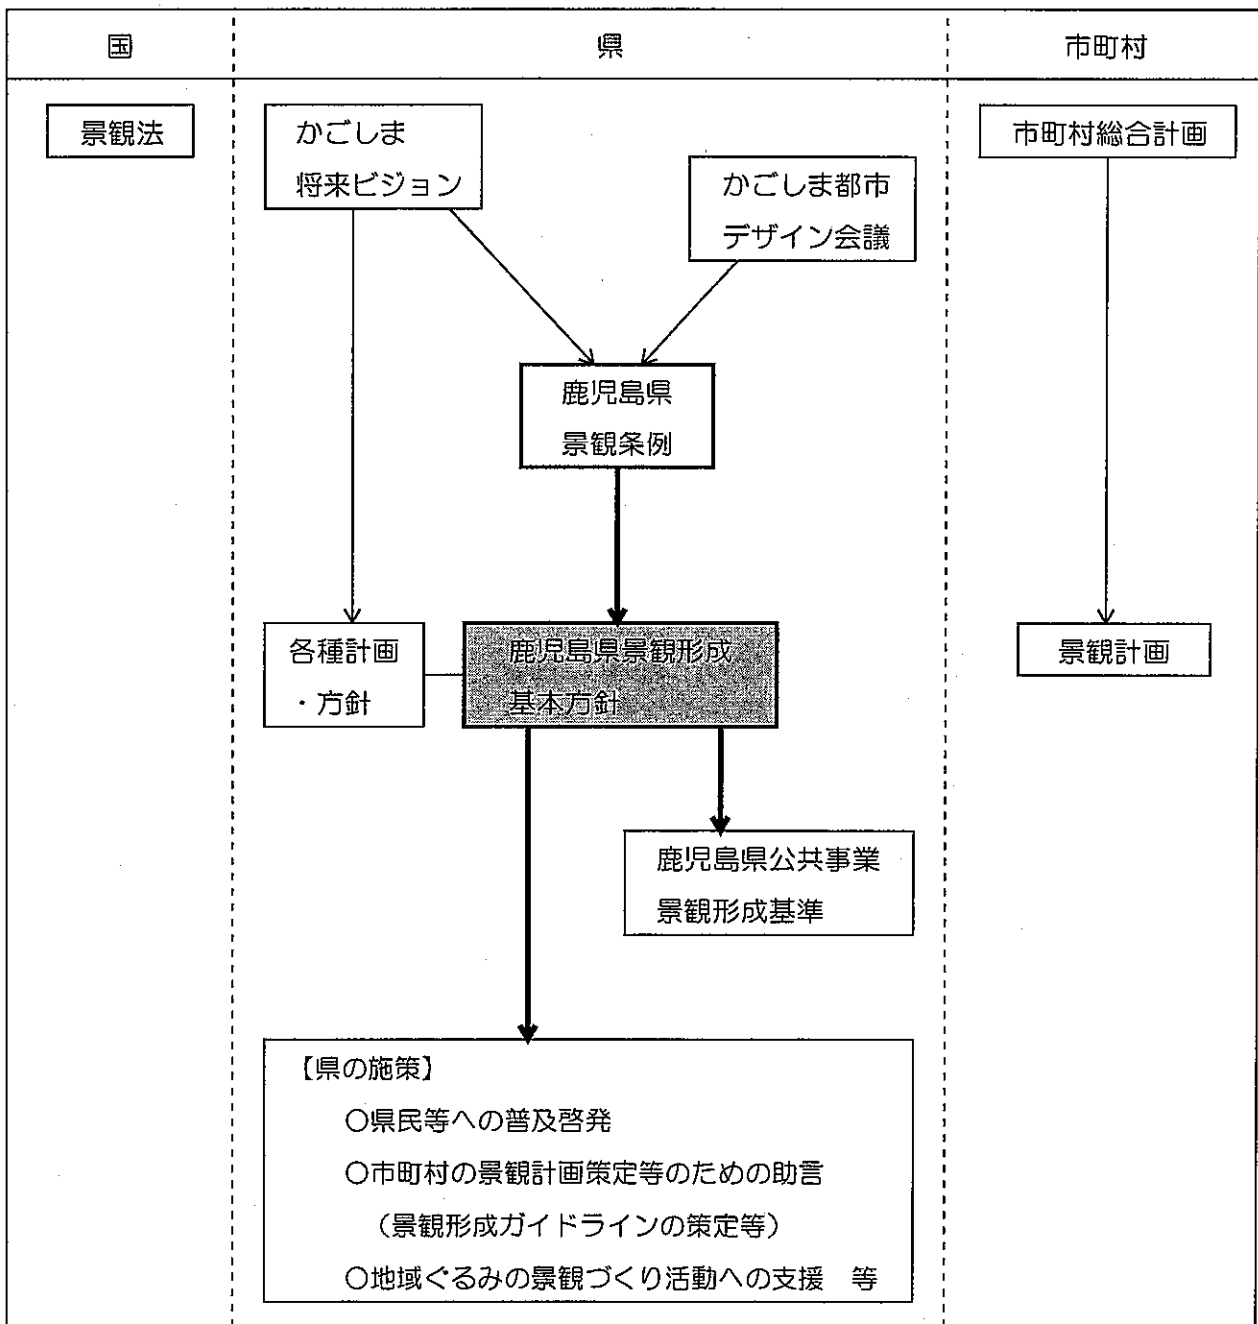 国
県
市町村
景観法
かごしま
将来ビジョン
かごしま都市
デザイン会議
市町村総合計画
鹿児島県
景観条例
各種計画
・方針
鹿児島県景観形成
基本方針
景観計画
鹿児島県公共事業
景観形成基準
【県の施策】
○県民等への普及啓発
○市町村の景観計画策定等のための助言
（景観形成ガイドラインの策定等）
○地域ぐるみの景観づくり活動への支援　等